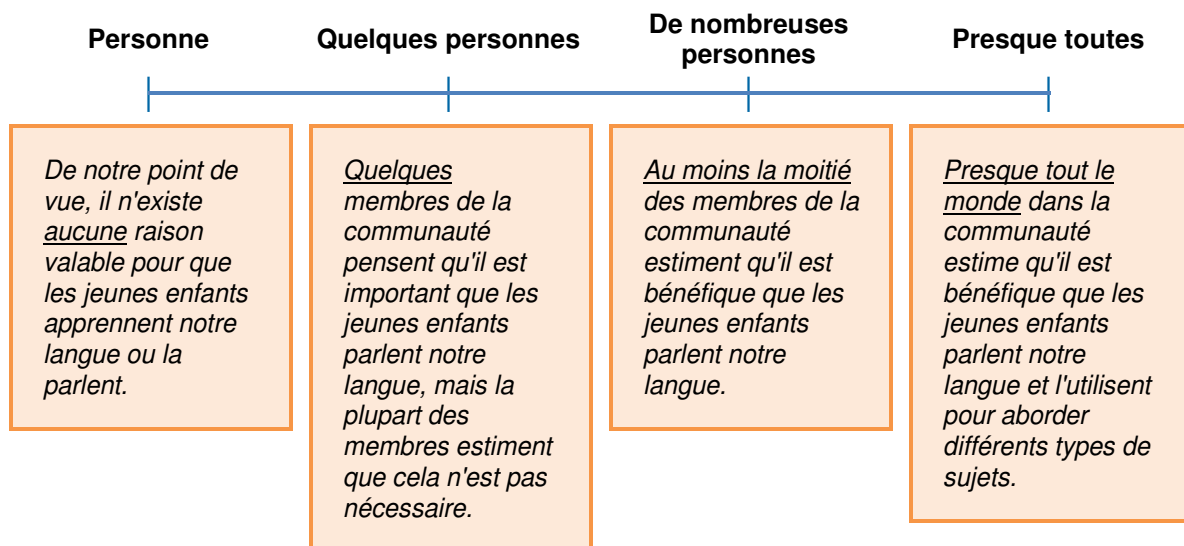 Personne
Quelques personnes
De nombreuses
personnes
Presque toutes
De notre point de
vue, il n'existe
aucune raison
valable pour que
les jeunes enfants
apprennent notre
langue ou la
parlent.
Quelques
membres de la
communauté
pensent qu'il est
important que les
jeunes enfants
parlent notre
langue, mais la
plupart des
membres estiment
que cela n'est pas
nécessaire.
Au moins la moitié
des membres de la
communauté
estiment qu'il est
bénéfique que les
jeunes enfants
parlent notre
langue.
Presque tout le
monde dans la
communauté
estime qu'il est
bénéfique que les
jeunes enfants
parlent notre
langue et l'utilisent
pour aborder
différents types de
sujets.